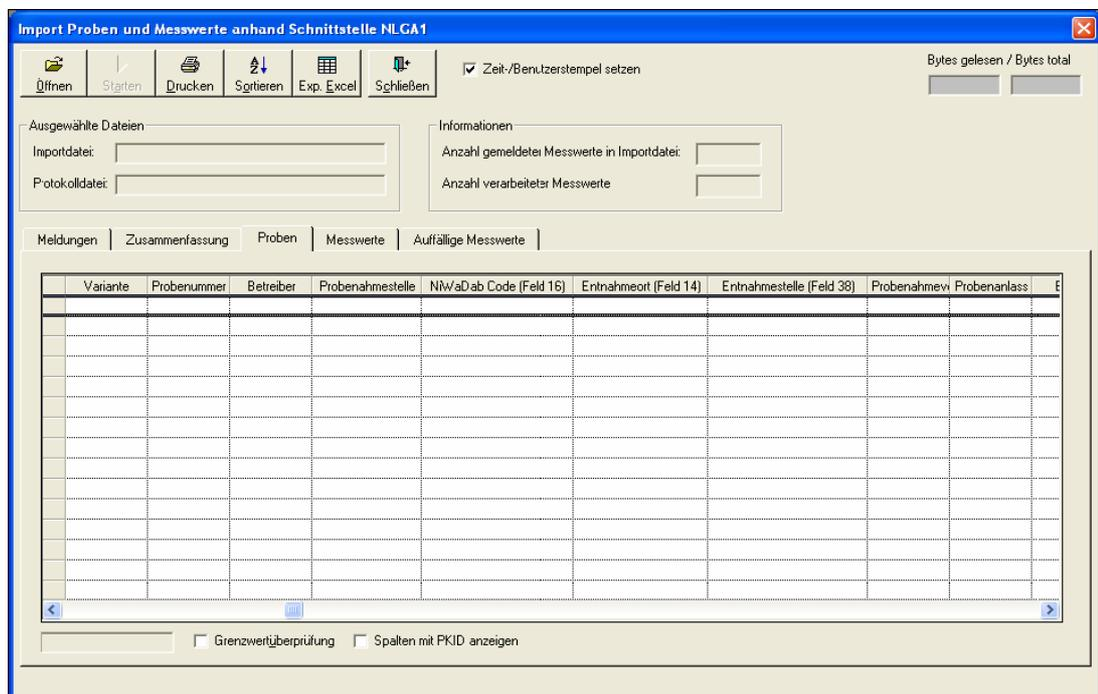 Import Proben und Messwerte anhand Schnittstelle NLGA1
Öffnen Starten Drucken Sortieren Exp. Excel Schließen
Zeit-/Benutzerstempel setzen
Bytes gelesen / Bytes total
Ausgewählte Dateien
Importdatei:
Protokolldatei:
Informationen
Anzahl gemeldeter Messwerte in Importdatei:
Anzahl verarbeiteter Messwerte
Meldungen Zusammenfassung Proben Messwerte Auffällige Messwerte
Variante Probenummer Betreiber Probenahmestelle NiWaDab Code (Feld 16) Entnahmeort (Feld 14) Entnahmestelle (Feld 38) Probenahmev Probenanlass E
Grenzwertüberprüfung Spalten mit PKID anzeigen